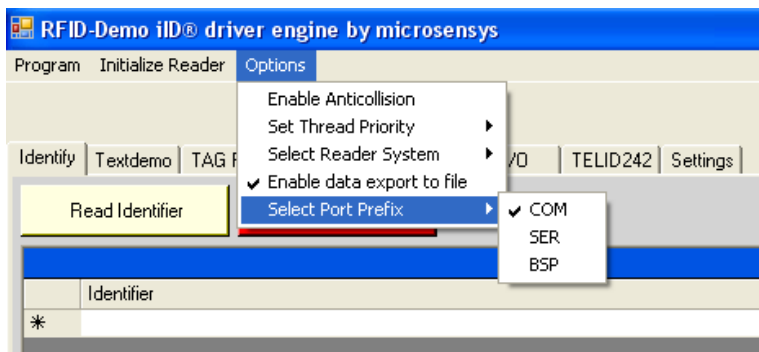 RFID-Demo iID® driver engine by microsensys
Program Initialize Reader Options
Enable Anticollision
Set Thread Priority
Select Reader System
Enable data export to file
Select Port Prefix
COM
SER
BSP
Identify Textdemo TAG /O TELID242 Settings
Read Identifier
Identifier